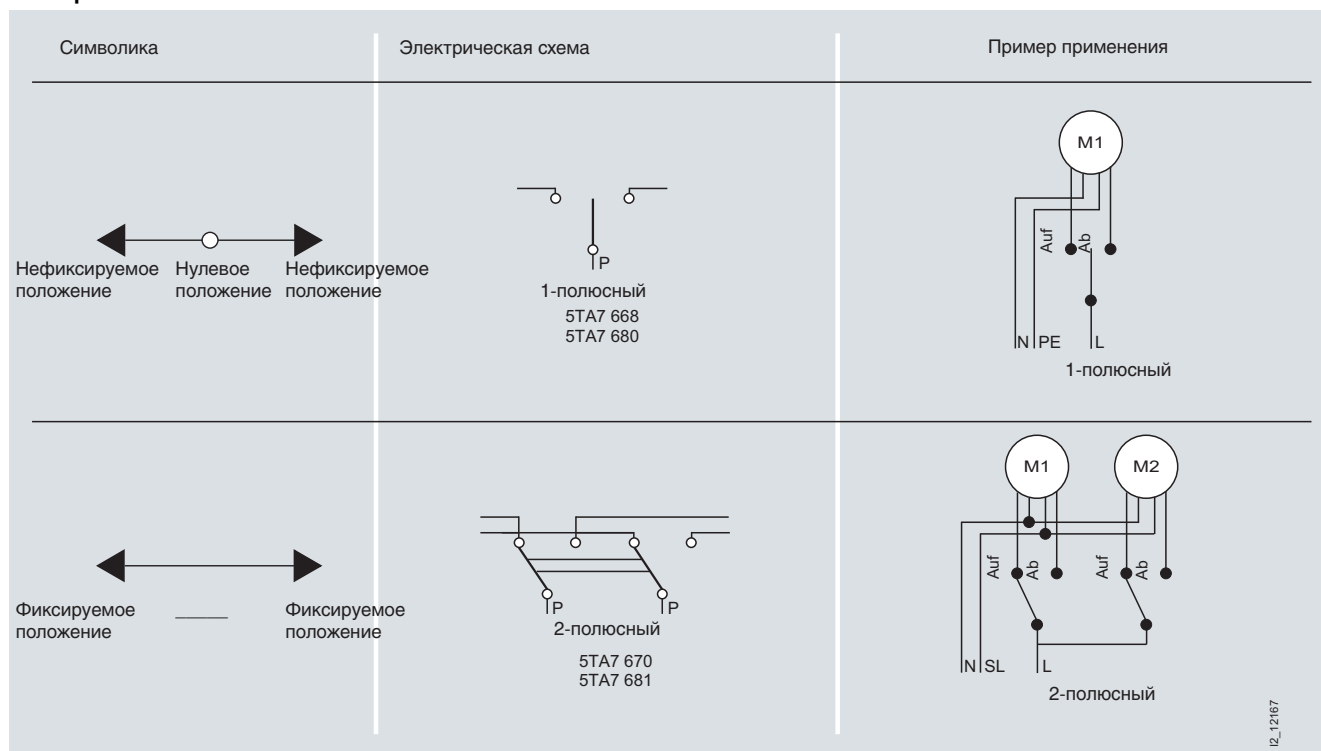 Символика
Электрическая схема
Пример применения
Нефиксируемое положение
Нулевое положение
Нефиксируемое положение
P
1-полюсный
5TA7 668
5TA7 680
M1
Auf
Ab
N
PE
L
1-полюсный
Фиксируемое положение
Фиксируемое положение
P
P
2-полюсный
5TA7 670
5TA7 681
M1
M2
Auf
Ab
Auf
Ab
N
SL
L
2-полюсный
I2_12167